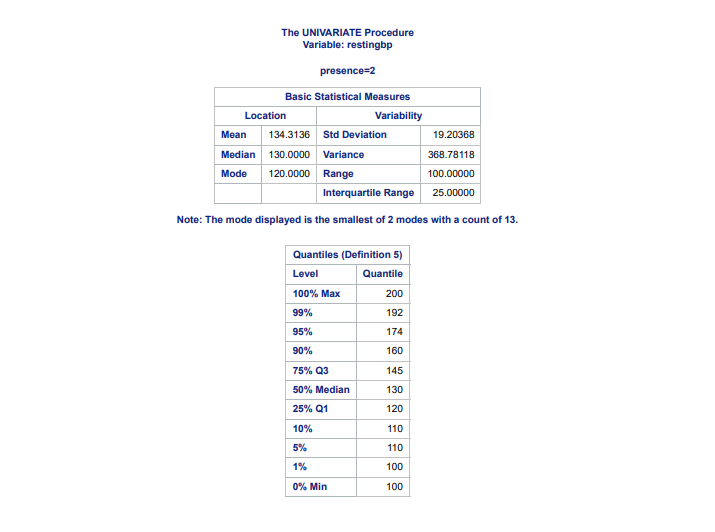 The UNIVARIATE Procedure
Variable: restingbp
presence=2
Basic Statistical Measures
Location Variability
Mean 134.3136 Std Deviation 19.20368
Median 130.0000 Variance 368.78118
Mode 120.0000 Range 100.00000
Interquartile Range 25.00000
Note: The mode displayed is the smallest of 2 modes with a count of 13.
Quantiles (Definition 5)
Level Quantile
100% Max 200
99% 192
95% 174
90% 160
75% Q3 145
50% Median 130
25% Q1 120
10% 110
5% 110
1% 100
0% Min 100